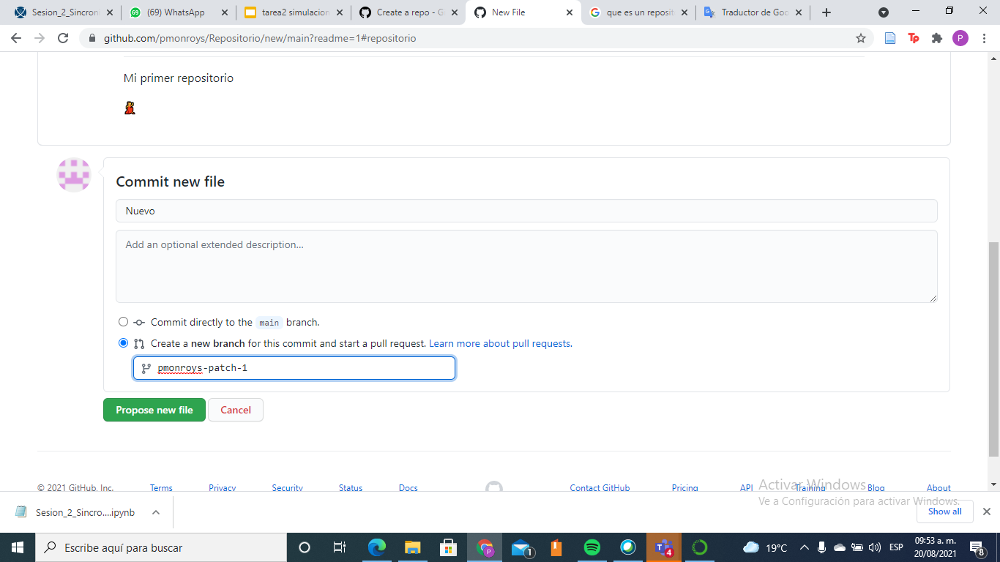 Sesion_2_Sincron
(69) WhatsApp
tarea2 simulacion
Create a repo - G
New File
que es un reposit
Traductor de Goo
github.com/pmonroys/Repositorio/new/main?readme=1#repositorio
P
Mi primer repositorio
Commit new file
Nuevo
Add an optional extended description...
Commit directly to the main branch.
Create a new branch for this commit and start a pull request. Learn more about pull requests.
pmonroys-patch-1
Propose new file
Cancel
© 2021 GitHub, Inc.
Terms
Privacy
Security
Status
Docs
Contact GitHub
Pricing
API
Training
Blog
About
Activar Windows
Ve a Configuración para activar Windows.
Sesion_2_Sincro....ipynb
Show all
Escribe aquí para buscar
1
4
19°C
ESP
09:53 a. m.
20/08/2021
8